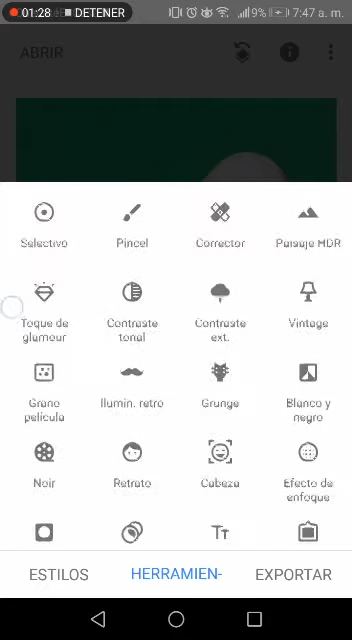 01:28 DETENER 9% 7:47 a. m.
ABRIR
Selectivo Pincel Corrector Paisaje HDR
Toque de glamour Contraste tonal Contraste ext. Vintage
Grano película Ilumin. retro Grunge Blanco y negro
Noir Retrato Cabeza Efecto de enfoque
ESTILOS HERRAMIEN- EXPORTAR